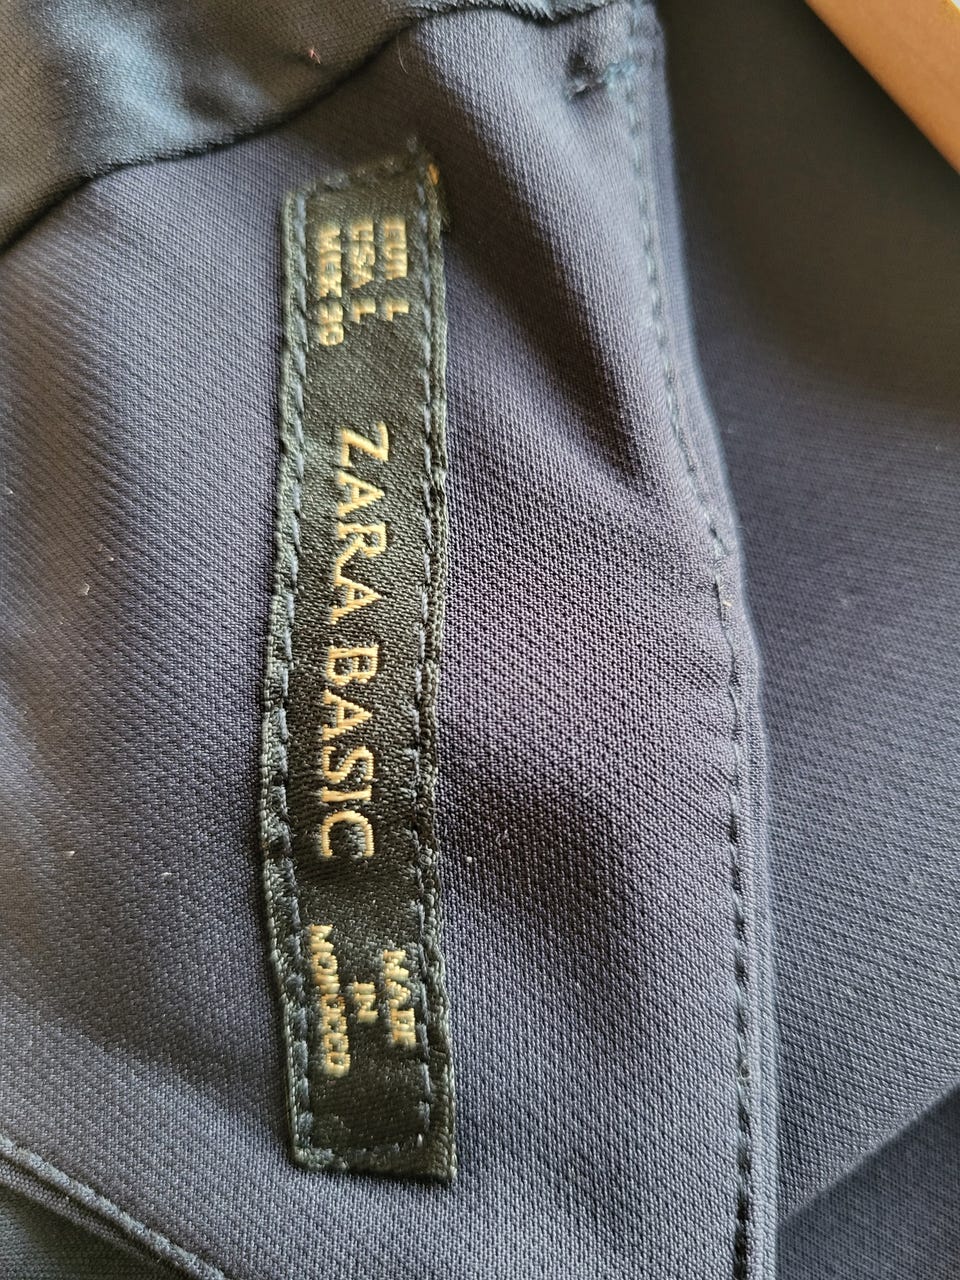 EUR L
USA L
MEX 30
ZARA BASIC
MADE
IN
MOROCCO